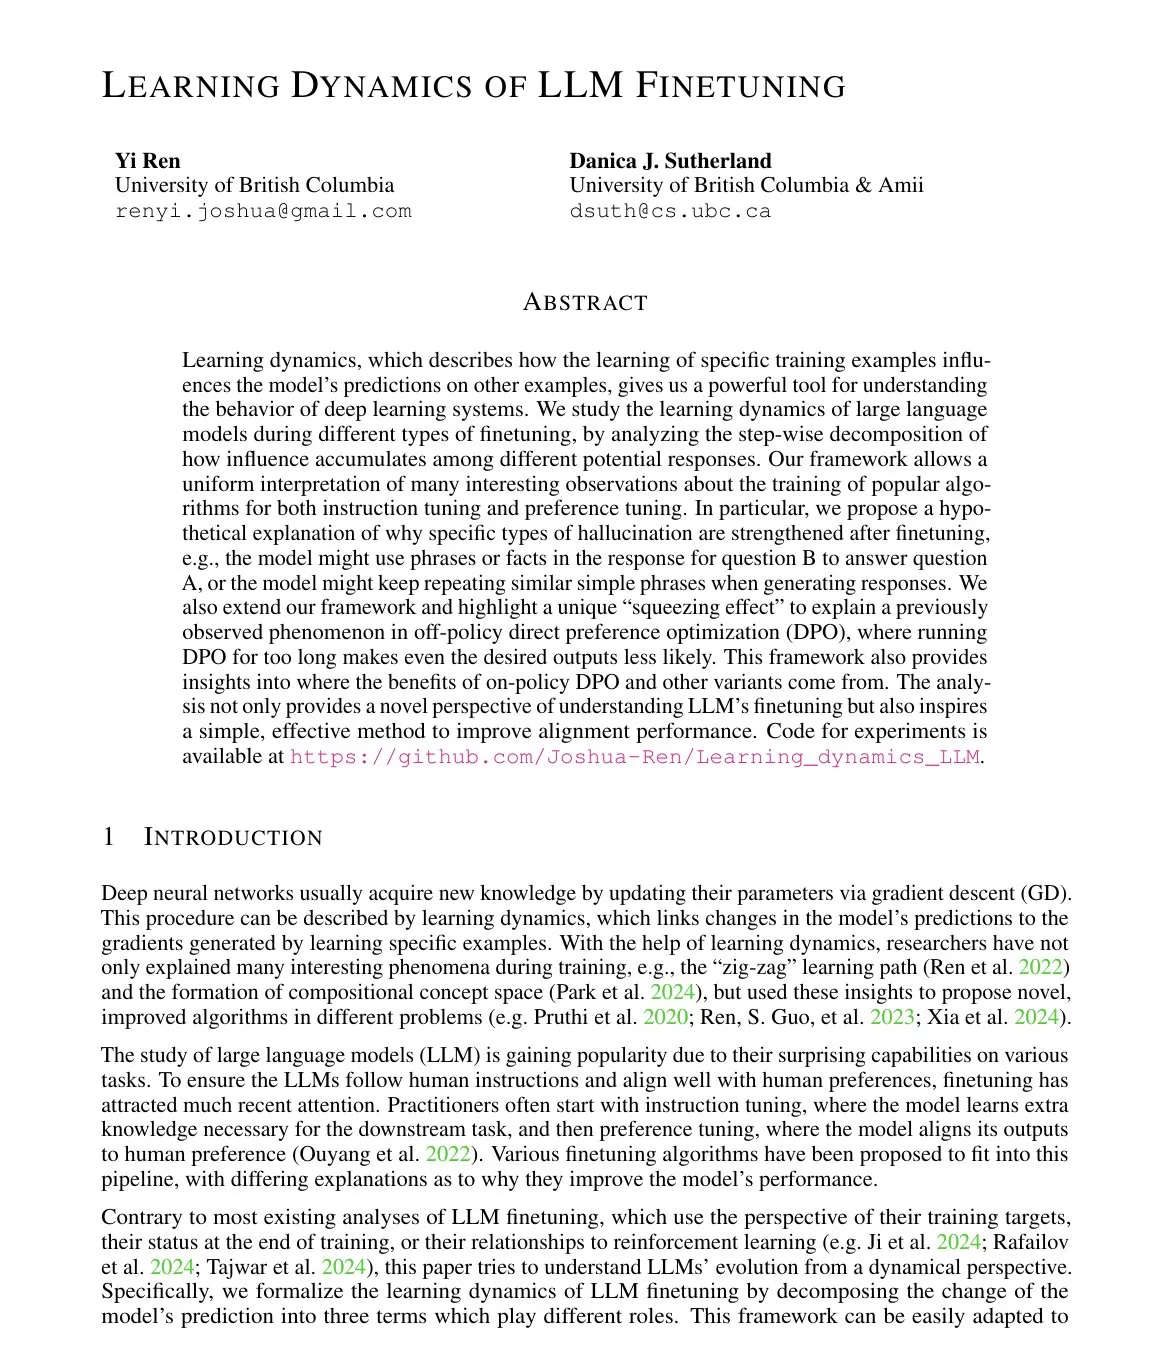 LEARNING DYNAMICS OF LLM FINETUNING
Yi Ren
University of British Columbia
renyi.joshua@gmail.com
Danica J. Sutherland
University of British Columbia & Amii
dsuth@cs.ubc.ca
ABSTRACT
Learning dynamics, which describes how the learning of specific training examples influ-
ences the model's predictions on other examples, gives us a powerful tool for understanding
the behavior of deep learning systems. We study the learning dynamics of large language
models during different types of finetuning, by analyzing the step-wise decomposition of
how influence accumulates among different potential responses. Our framework allows a
uniform interpretation of many interesting observations about the training of popular algo-
rithms for both instruction tuning and preference tuning. In particular, we propose a hypo-
thetical explanation of why specific types of hallucination are strengthened after finetuning,
e.g., the model might use phrases or facts in the response for question B to answer question
A, or the model might keep repeating similar simple phrases when generating responses. We
also extend our framework and highlight a unique “squeezing effect” to explain a previously
observed phenomenon in off-policy direct preference optimization (DPO), where running
DPO for too long makes even the desired outputs less likely. This framework also provides
insights into where the benefits of on-policy DPO and other variants come from. The analy-
sis not only provides a novel perspective of understanding LLM's finetuning but also inspires
a simple, effective method to improve alignment performance. Code for experiments is
available at https://github.com/Joshua-Ren/Learning_dynamics_LLM.
1 INTRODUCTION
Deep neural networks usually acquire new knowledge by updating their parameters via gradient descent (GD).
This procedure can be described by learning dynamics, which links changes in the model's predictions to the
gradients generated by learning specific examples. With the help of learning dynamics, researchers have not
only explained many interesting phenomena during training, e.g., the “zig-zag” learning path (Ren et al. 2022)
and the formation of compositional concept space (Park et al. 2024), but used these insights to propose novel,
improved algorithms in different problems (e.g. Pruthi et al. 2020; Ren, S. Guo, et al. 2023; Xia et al. 2024).
The study of large language models (LLM) is gaining popularity due to their surprising capabilities on various
tasks. To ensure the LLMs follow human instructions and align well with human preferences, finetuning has
attracted much recent attention. Practitioners often start with instruction tuning, where the model learns extra
knowledge necessary for the downstream task, and then preference tuning, where the model aligns its outputs
to human preference (Ouyang et al. 2022). Various finetuning algorithms have been proposed to fit into this
pipeline, with differing explanations as to why they improve the model's performance.
Contrary to most existing analyses of LLM finetuning, which use the perspective of their training targets,
their status at the end of training, or their relationships to reinforcement learning (e.g. Ji et al. 2024; Rafailov
et al. 2024; Tajwar et al. 2024), this paper tries to understand LLMs' evolution from a dynamical perspective.
Specifically, we formalize the learning dynamics of LLM finetuning by decomposing the change of the
model's prediction into three terms which play different roles. This framework can be easily adapted to